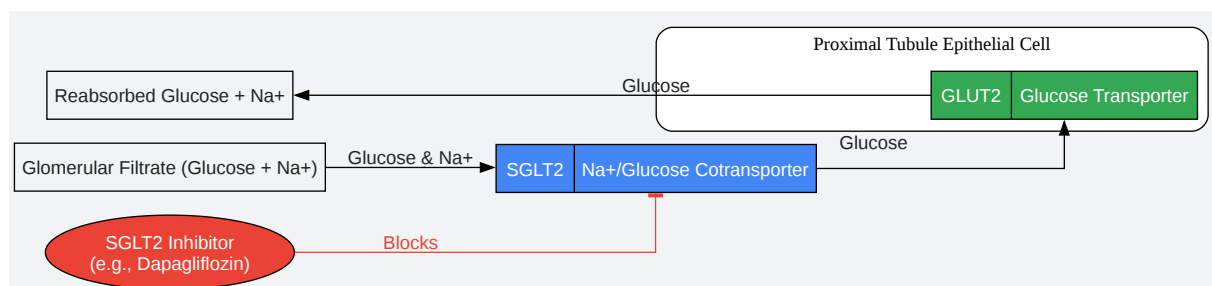 Proximal Tubule Epithelial Cell
Reabsorbed Glucose + Na+
Glucose
GLUT2
Glucose Transporter
Glomerular Filtrate (Glucose + Na+)
Glucose & Na+
SGLT2
Na+/Glucose Cotransporter
Glucose
SGLT2 Inhibitor
(e.g., Dapagliflozin)
Blocks